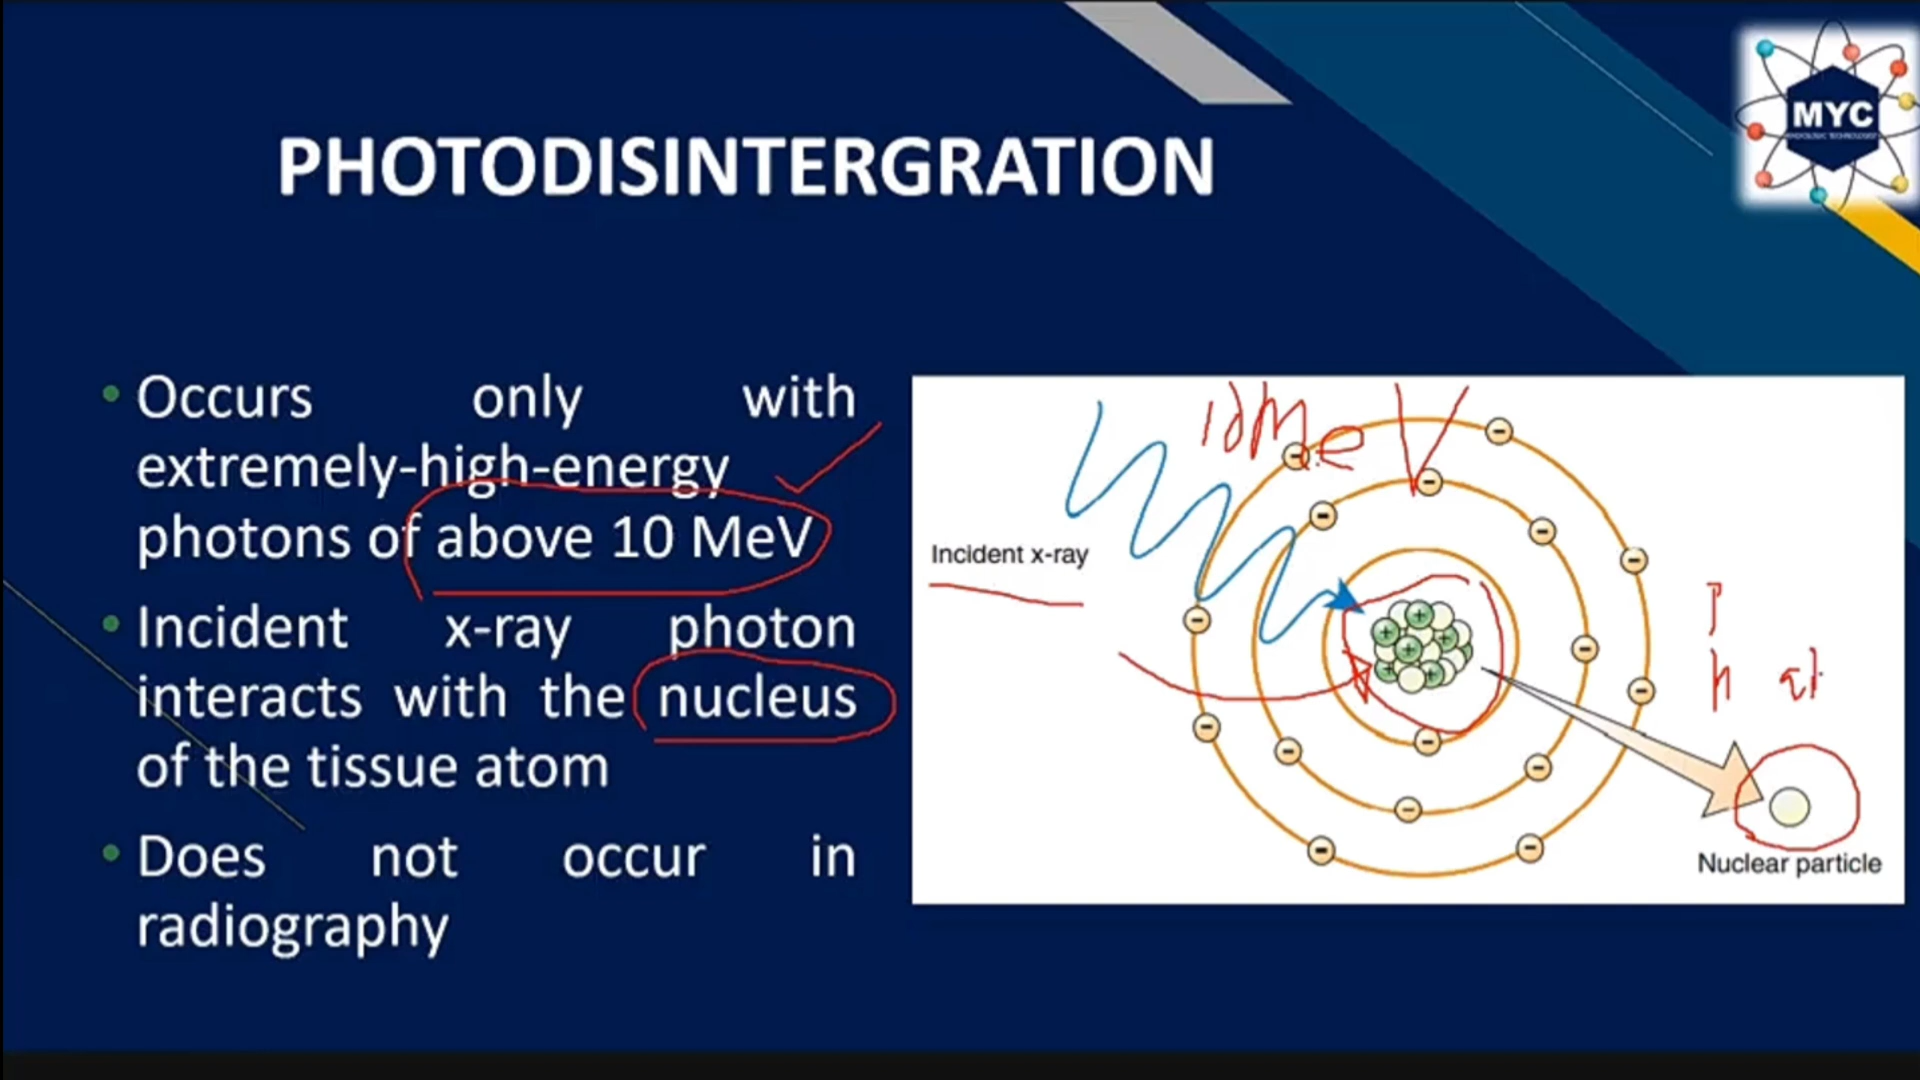 MYC
PHOTODISINTERGRATION
• Occurs only with
extremely-high-energy
photons of above 10 MeV
• Incident x-ray photon
interacts with the nucleus
of the tissue atom
• Does not occur in
radiography
10MeV
Incident x-ray
Nuclear particle